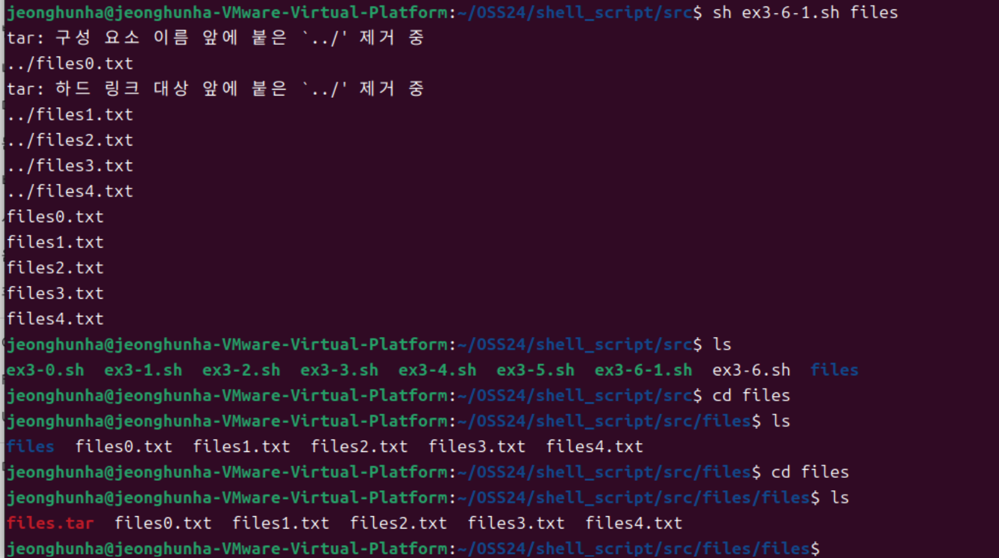 jeonghunha@jeonghunha-VMware-Virtual-Platform:~/OSS24/shell_script/src$ sh ex3-6-1.sh files
tar: 구성 요소 이름 앞에 붙은 `../' 제거 중
../files0.txt
tar: 하드 링크 대상 앞에 붙은 `../' 제거 중
../files1.txt
../files2.txt
../files3.txt
../files4.txt
files0.txt
files1.txt
files2.txt
files3.txt
files4.txt
jeonghunha@jeonghunha-VMware-Virtual-Platform:~/OSS24/shell_script/src$ ls
ex3-0.sh  ex3-1.sh  ex3-2.sh  ex3-3.sh  ex3-4.sh  ex3-5.sh  ex3-6-1.sh  ex3-6.sh  files
jeonghunha@jeonghunha-VMware-Virtual-Platform:~/OSS24/shell_script/src$ cd files
jeonghunha@jeonghunha-VMware-Virtual-Platform:~/OSS24/shell_script/src/files$ ls
files  files0.txt  files1.txt  files2.txt  files3.txt  files4.txt
jeonghunha@jeonghunha-VMware-Virtual-Platform:~/OSS24/shell_script/src/files$ cd files
jeonghunha@jeonghunha-VMware-Virtual-Platform:~/OSS24/shell_script/src/files/files$ ls
files.tar  files0.txt  files1.txt  files2.txt  files3.txt  files4.txt
jeonghunha@jeonghunha-VMware-Virtual-Platform:~/OSS24/shell_script/src/files/files$